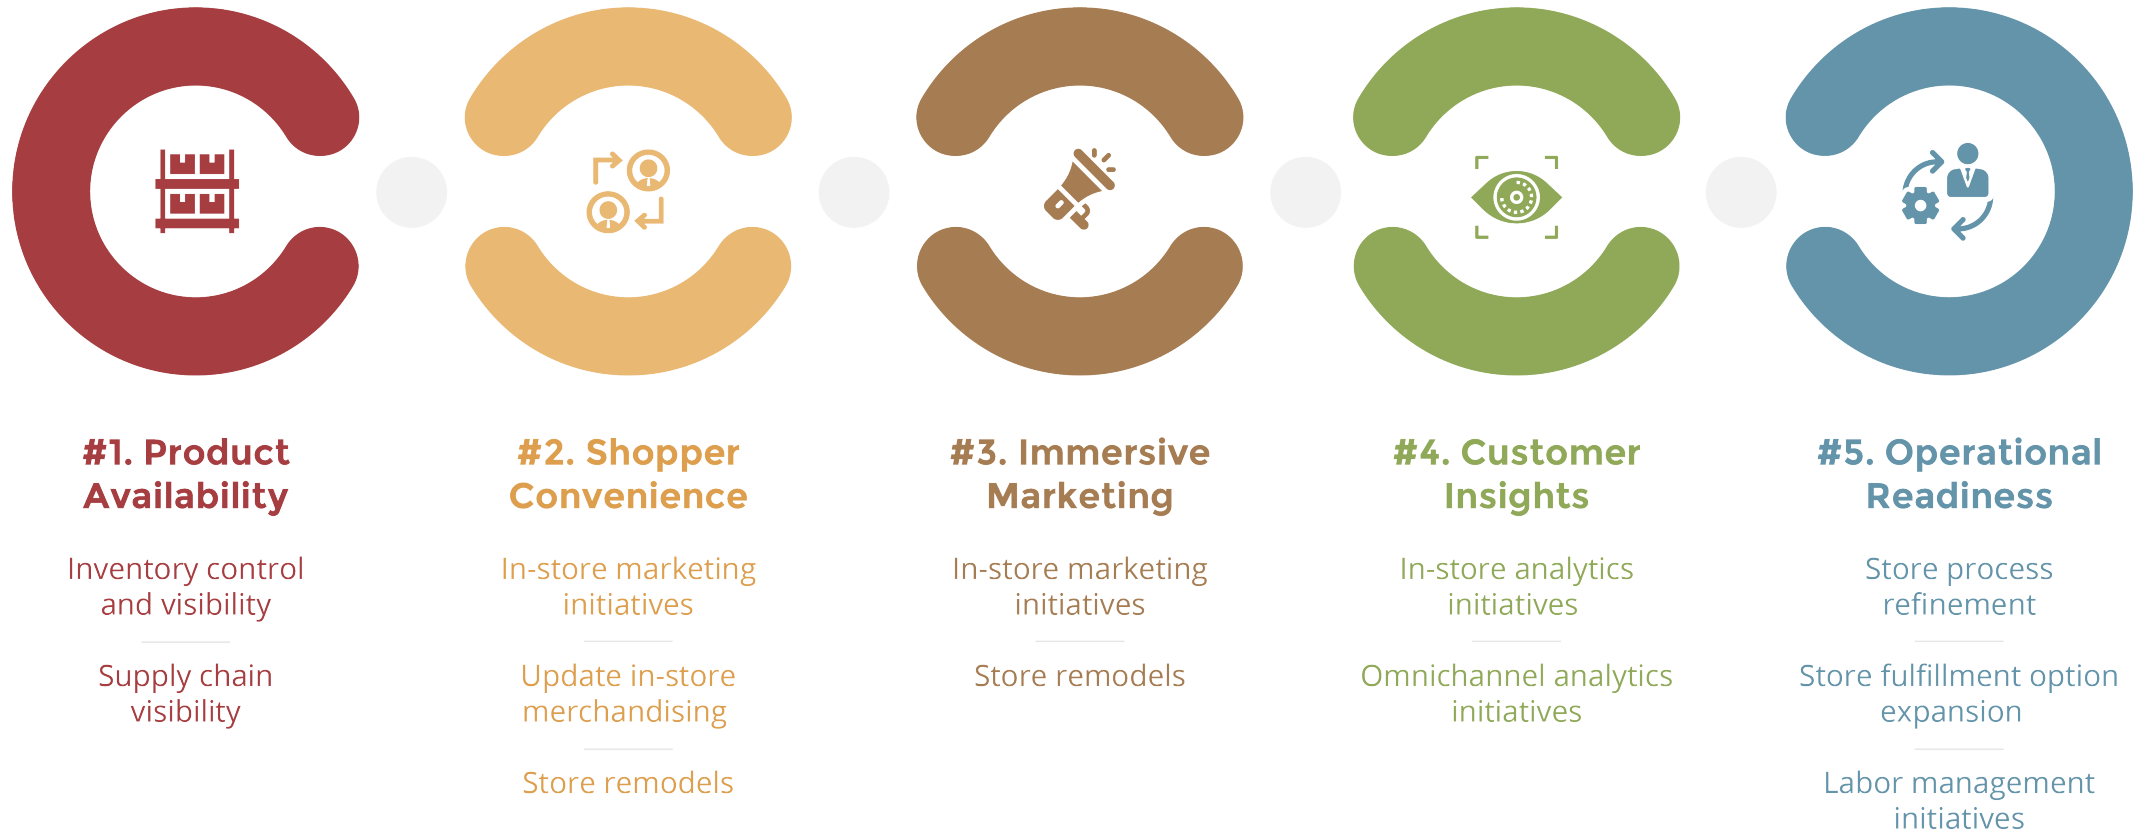 #1. Product
Availability
Inventory control
and visibility
Supply chain
visibility
#2. Shopper
Convenience
In-store marketing
initiatives
Update in-store
merchandising
Store remodels
#3. Immersive
Marketing
In-store marketing
initiatives
Store remodels
#4. Customer
Insights
In-store analytics
initiatives
Omnichannel analytics
initiatives
#5. Operational
Readiness
Store process
refinement
Store fulfillment option
expansion
Labor management
initiatives